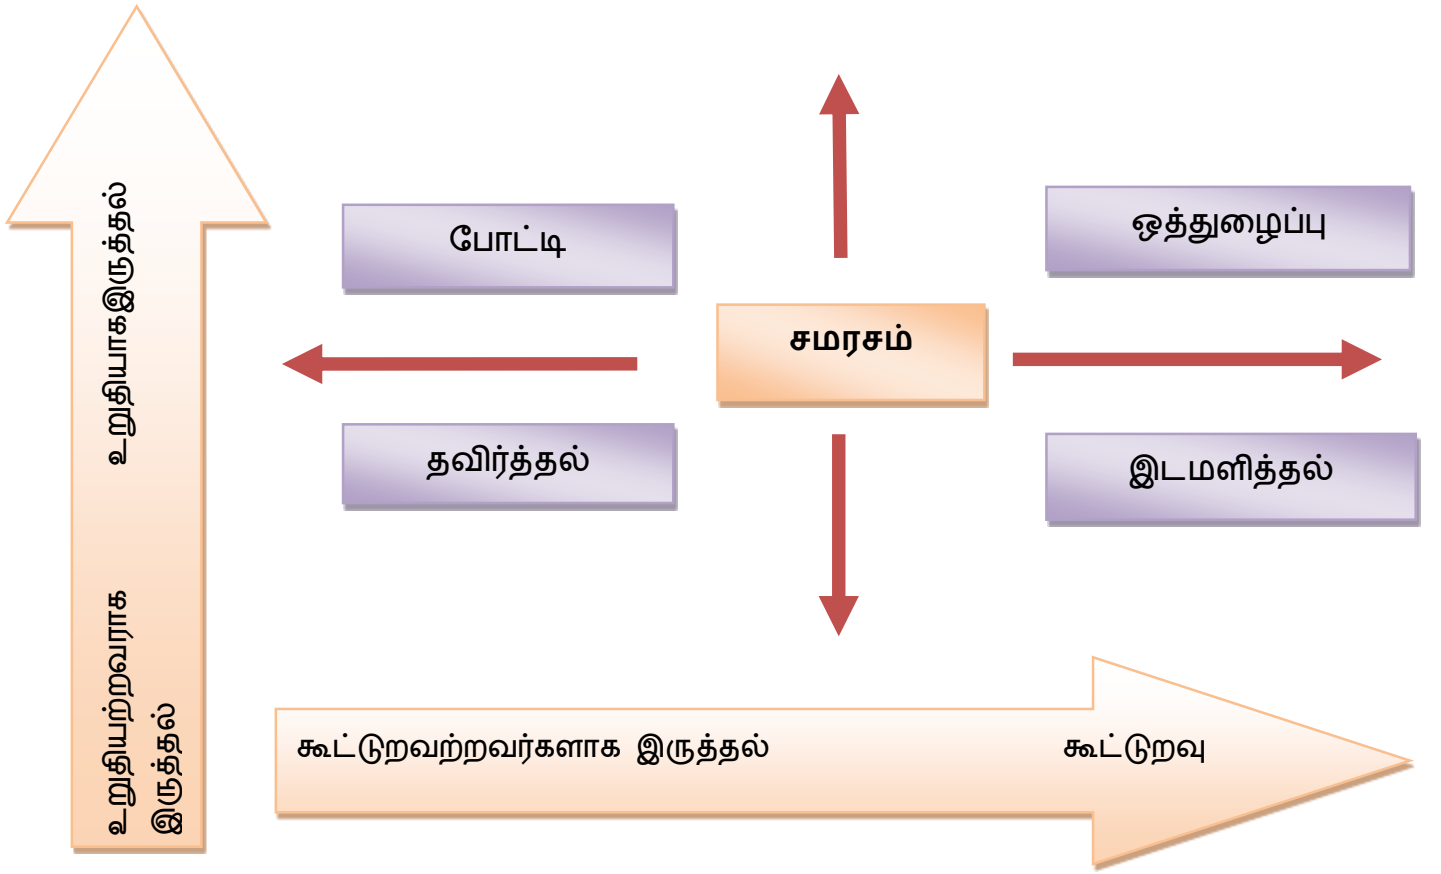 உறுதியாகஇருத்தல்
உறுதியற்றவராக
இருத்தல்
போட்டி
ஒத்துழைப்பு
சமரசம்
தவிர்த்தல்
இடமளித்தல்
கூட்டுறவற்றவர்களாக இருத்தல்
கூட்டுறவு